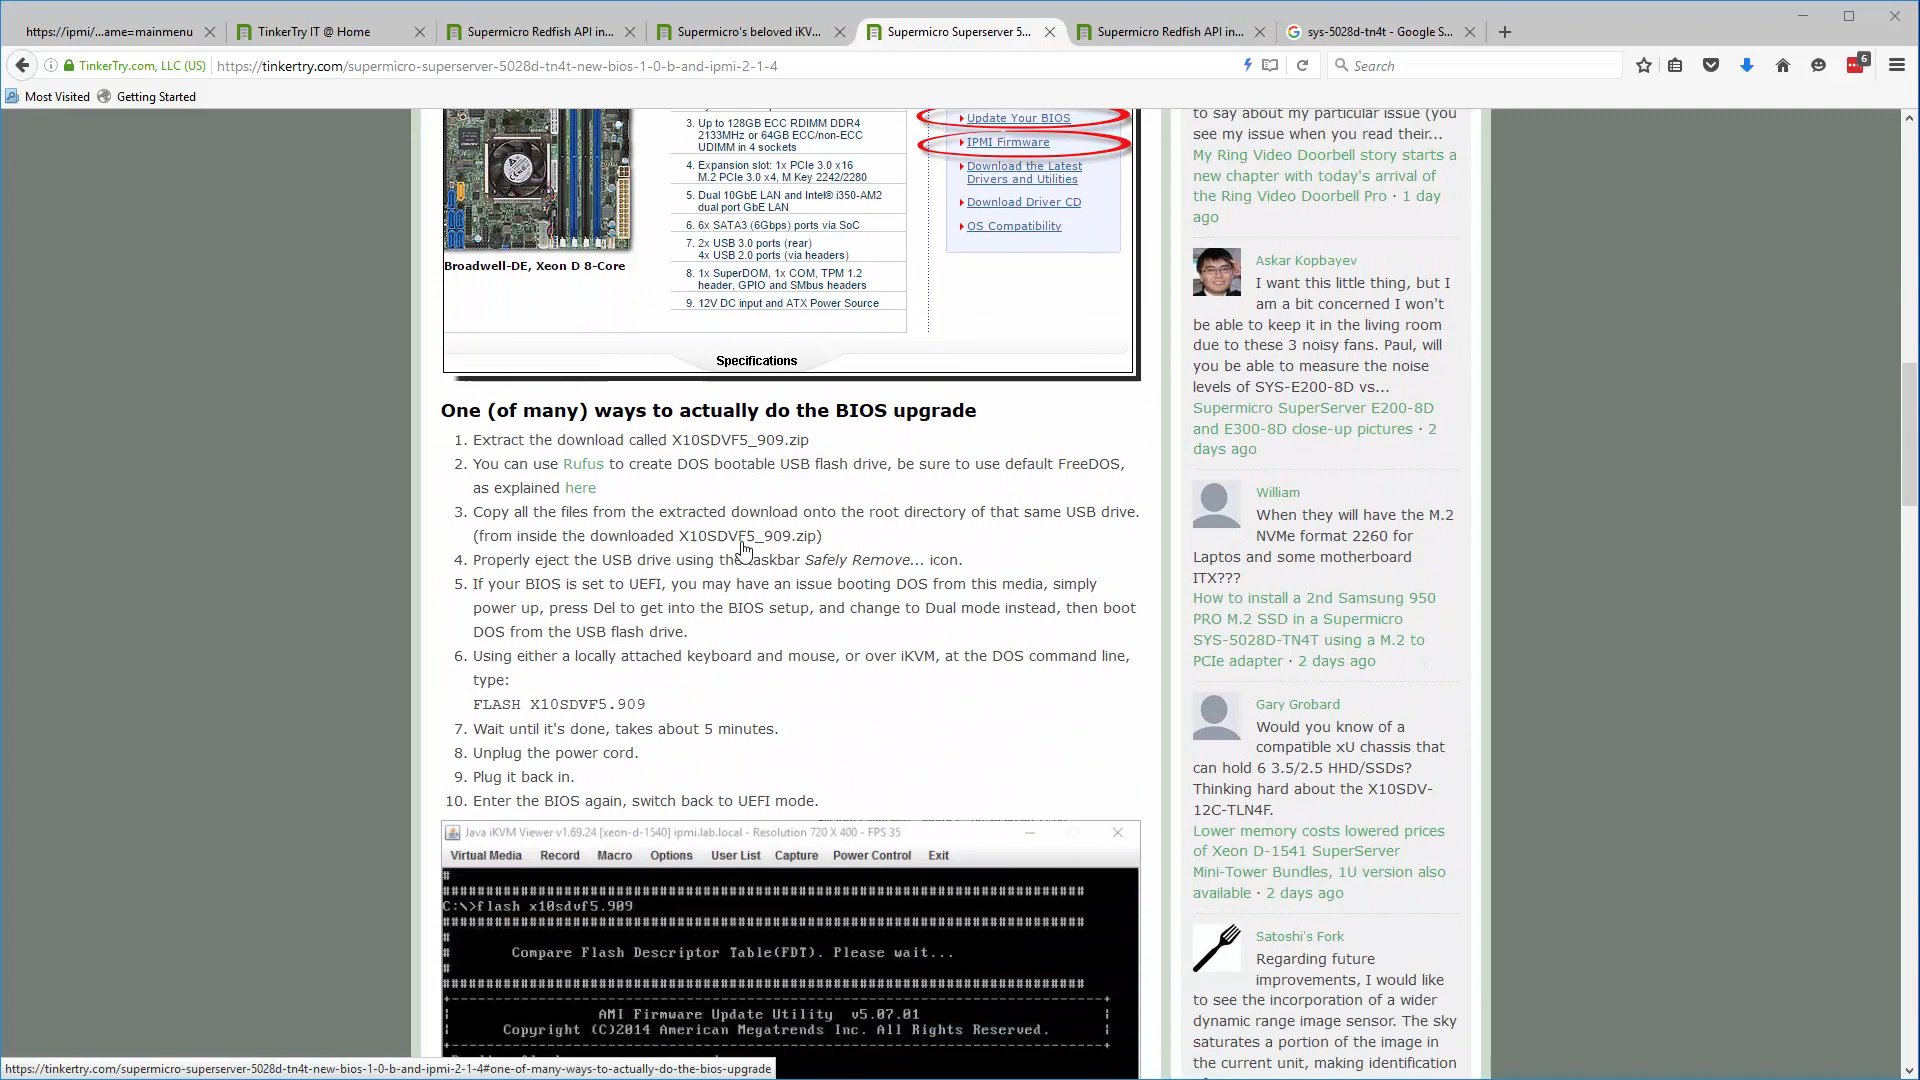 https://ipmi/...ame=mainmenu
TinkerTry IT @ Home
Supermicro Redfish API in...
Supermicro's beloved iKV...
Supermicro Superserver 5...
Supermicro Redfish API in...
sys-5028d-tn4t - Google S...
TinkerTry.com, LLC (US)
https://tinkertry.com/supermicro-superserver-5028d-tn4t-new-bios-1-0-b-and-ipmi-2-1-4
Search
6
Most Visited
Getting Started
3. Up to 128GB ECC RDIMM DDR4
2133MHz or 64GB ECC/non-ECC
UDIMM in 4 sockets
4. Expansion slot: 1x PCIe 3.0 x16
M.2 PCIe 3.0 x4, M Key 2242/2280
5. Dual 10GbE LAN and Intel® i350-AM2
dual port GbE LAN
6. 6x SATA3 (6Gbps) ports via SoC
7. 2x USB 3.0 ports (rear)
4x USB 2.0 ports (via headers)
8. 1x SuperDOM, 1x COM, TPM 1.2
header, GPIO and SMbus headers
9. 12V DC input and ATX Power Source
Update Your BIOS
IPMI Firmware
Download the Latest
Drivers and Utilities
Download Driver CD
OS Compatibility
Broadwell-DE, Xeon D 8-Core
Specifications
One (of many) ways to actually do the BIOS upgrade
1. Extract the download called X10SDVF5_909.zip
2. You can use Rufus to create DOS bootable USB flash drive, be sure to use default FreeDOS,
as explained here
3. Copy all the files from the extracted download onto the root directory of that same USB drive.
(from inside the downloaded X10SDVF5_909.zip)
4. Properly eject the USB drive using the taskbar Safely Remove... icon.
5. If your BIOS is set to UEFI, you may have an issue booting DOS from this media, simply
power up, press Del to get into the BIOS setup, and change to Dual mode instead, then boot
DOS from the USB flash drive.
6. Using either a locally attached keyboard and mouse, or over iKVM, at the DOS command line,
type:
FLASH X10SDVF5.909
7. Wait until it's done, takes about 5 minutes.
8. Unplug the power cord.
9. Plug it back in.
10. Enter the BIOS again, switch back to UEFI mode.
Java iKVM Viewer v1.69.24 [xeon-d-1540] ipmi.lab.local - Resolution 720 X 400 - FPS 35
Virtual Media Record Macro Options User List Capture Power Control Exit
#
C:\>flash x10sdvf5.909
#
# Compare Flash Descriptor Table(FDT). Please wait...
#
AMI Firmware Update Utility v5.07.01
Copyright (C)2014 American Megatrends Inc. All Rights Reserved.
to say about my particular issue (you
see my issue when you read their...
My Ring Video Doorbell story starts a
new chapter with today's arrival of
the Ring Video Doorbell Pro · 1 day
ago
Askar Kopbayev
I want this little thing, but I
am a bit concerned I won't
be able to keep it in the living room
due to these 3 noisy fans. Paul, will
you be able to measure the noise
levels of SYS-E200-8D vs...
Supermicro SuperServer E200-8D
and E300-8D close-up pictures · 2
days ago
William
When they will have the M.2
NVMe format 2260 for
Laptos and some motherboard
ITX???
How to install a 2nd Samsung 950
PRO M.2 SSD in a Supermicro
SYS-5028D-TN4T using a M.2 to
PCIe adapter · 2 days ago
Gary Grobard
Would you know of a
compatible xU chassis that
can hold 6 3.5/2.5 HHD/SSDs?
Thinking hard about the X10SDV-
12C-TLN4F.
Lower memory costs lowered prices
of Xeon D-1541 SuperServer
Mini-Tower Bundles, 1U version also
available · 2 days ago
Satoshi's Fork
Regarding future
improvements, I would like
to see the incorporation of a wider
dynamic range image sensor. The sky
saturates a portion of the image in
the current unit, making identification
https://tinkertry.com/supermicro-superserver-5028d-tn4t-new-bios-1-0-b-and-ipmi-2-1-4#one-of-many-ways-to-actually-do-the-bios-upgrade